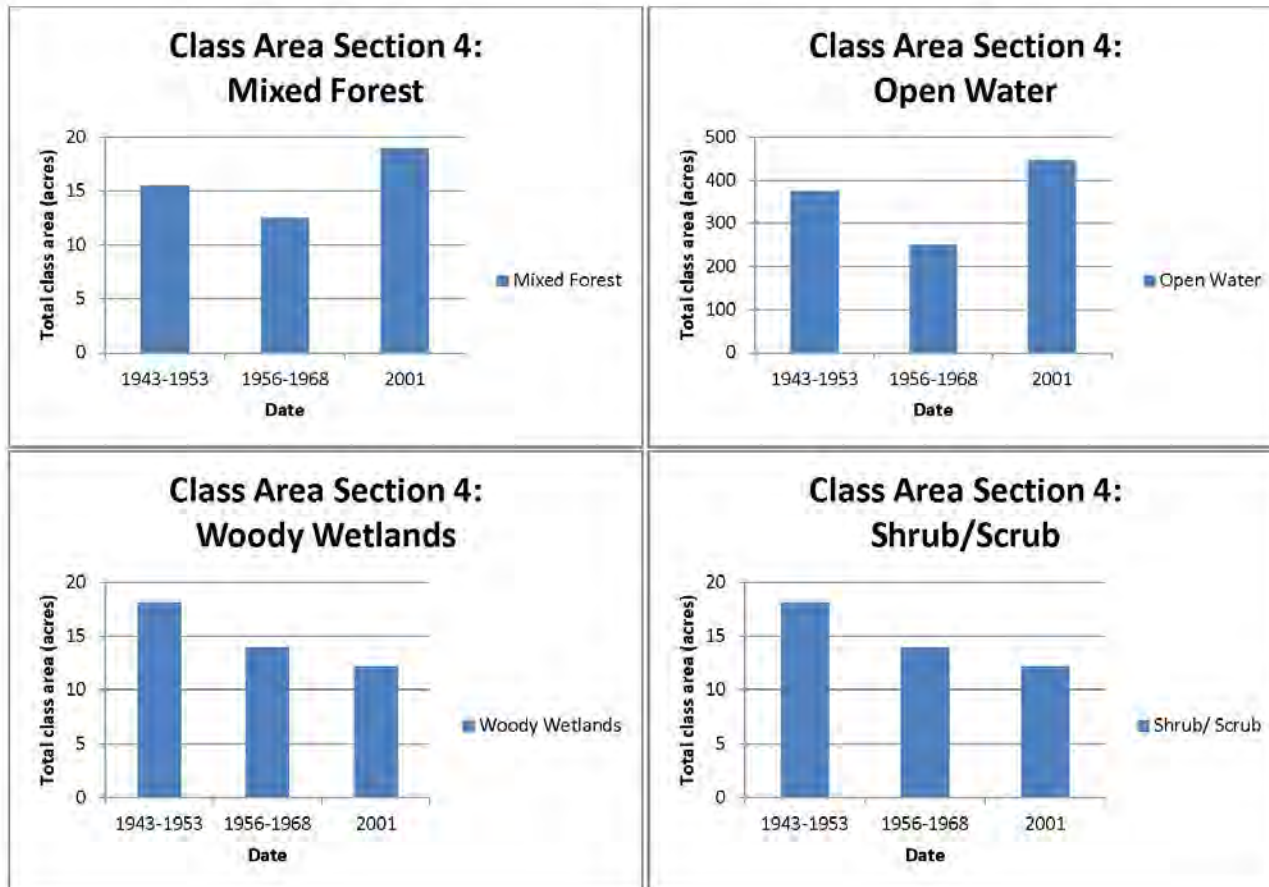 Class Area Section 4:
Mixed Forest
Total class area (acres)
20
15
10
5
0
1943-1953 1956-1968 2001
Date
Mixed Forest
Class Area Section 4:
Open Water
Total class area (acres)
500
400
300
200
100
0
1943-1953 1956-1968 2001
Date
Open Water
Class Area Section 4:
Woody Wetlands
Total class area (acres)
20
15
10
5
0
1943-1953 1956-1968 2001
Date
Woody Wetlands
Class Area Section 4:
Shrub/Scrub
Total class area (acres)
20
15
10
5
0
1943-1953 1956-1968 2001
Date
Shrub/ Scrub